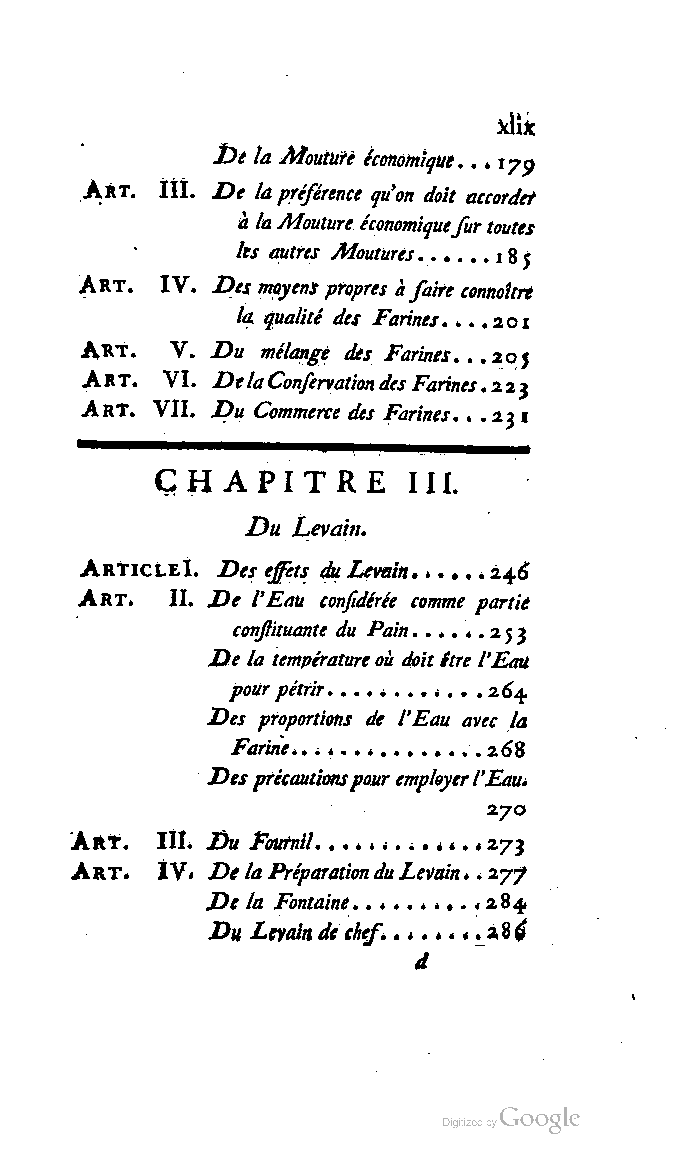 xlix
De la Mouture économique...179
ART. III. De la préférence qu'on doit accorder
à la Mouture économique ſur toutes
les autres Moutures......185
ART. IV. Des moyens propres à faire connoître
la qualité des Farines....201
ART. V. Du mélange des Farines...205
ART. VI. De la Conſervation des Farines.223
ART. VII. Du Commerce des Farines...231
CHAPITRE III.
Du Levain.
ARTICLE I. Des effets du Levain......246
ART. II. De l'Eau conſidérée comme partie
conſtituante du Pain......253
De la température où doit être l'Eau
pour pétrir............264
Des proportions de l'Eau avec la
Farine...............268
Des précautions pour employer l'Eau.
270
ART. III. Du Fournil.............273
ART. IV. De la Préparation du Levain..277
De la Fontaine..........284
Du Levain de chef........286
d
Digitized by Google